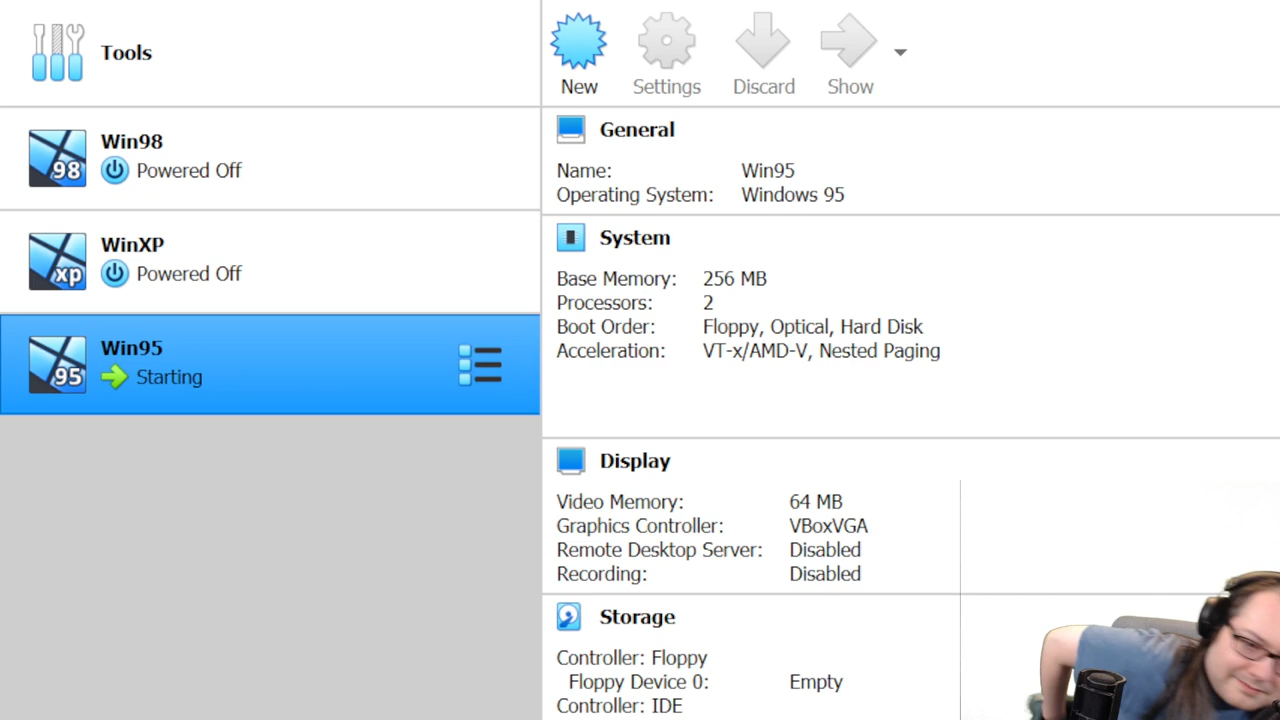 Tools
New
Settings
Discard
Show
98
Win98
Powered Off
xp
WinXP
Powered Off
95
Win95
Starting
General
Name: Win95
Operating System: Windows 95
System
Base Memory: 256 MB
Processors: 2
Boot Order: Floppy, Optical, Hard Disk
Acceleration: VT-x/AMD-V, Nested Paging
Display
Video Memory: 64 MB
Graphics Controller: VBoxVGA
Remote Desktop Server: Disabled
Recording: Disabled
Storage
Controller: Floppy
Floppy Device 0: Empty
Controller: IDE